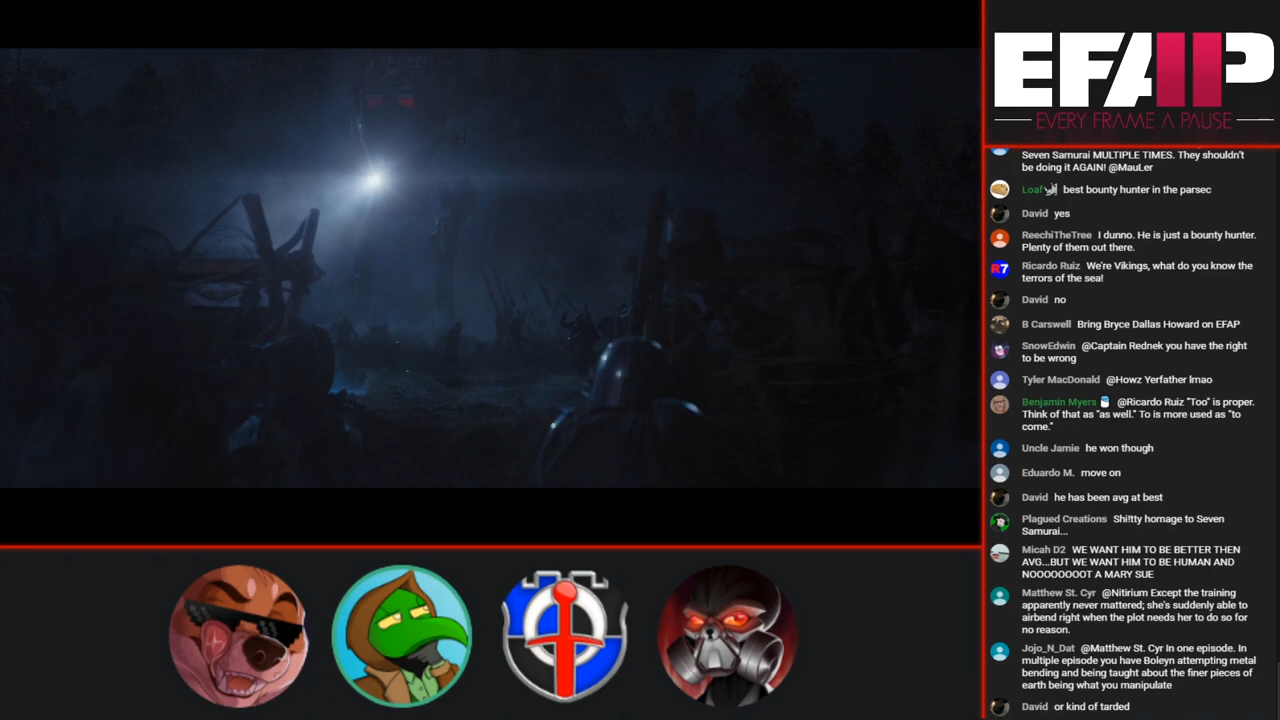 EFAP
EVERY FRAME A PAUSE
Seven Samurai MULTIPLE TIMES. They shouldn't
be doing it AGAIN! @MauLer
Loaf best bounty hunter in the parsec
David yes
ReechiTheTree I dunno. He is just a bounty hunter.
Plenty of them out there.
R7 Ricardo Ruiz We're Vikings, what do you know the
terrors of the sea!
David no
B Carswell Bring Bryce Dallas Howard on EFAP
SnowEdwin @Captain Rednek you have the right
to be wrong
Tyler MacDonald @Howz Yerfather lmao
Benjamin Myers @Ricardo Ruiz "Too" is proper.
Think of that as "as well." To is more used as "to
come."
Uncle Jamie he won though
Eduardo M. move on
David he has been avg at best
Plagued Creations Shi!tty homage to Seven
Samurai...
Micah D2 WE WANT HIM TO BE BETTER THEN
AVG...BUT WE WANT HIM TO BE HUMAN AND
NOOOOOOOT A MARY SUE
Matthew St. Cyr @Nitirium Except the training
apparently never mattered; she's suddenly able to
airbend right when the plot needs her to do so for
no reason.
Jojo_N_Dat @Matthew St. Cyr In one episode. In
multiple episode you have Boleyn attempting metal
bending and being taught about the finer pieces of
earth being what you manipulate
David or kind of tarded